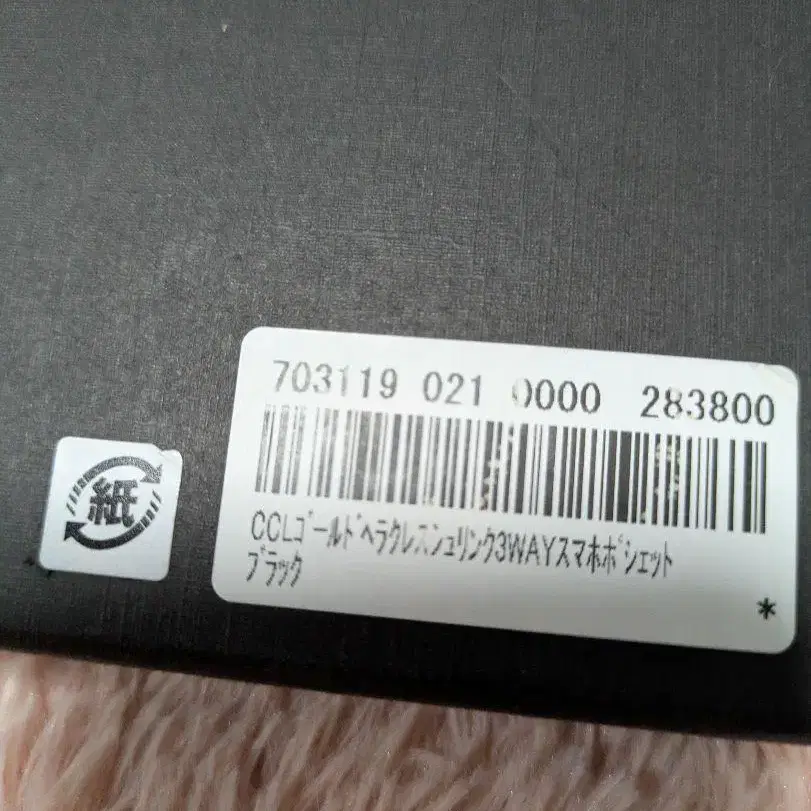 703119 021 0000 283800
紙
CCLｺﾞｰﾙﾄﾞﾍﾗｸﾚｽｼｭﾘﾝｸ3WAYｽﾏﾎﾎﾟｼｪｯﾄ
ﾌﾞﾗｯｸ
*